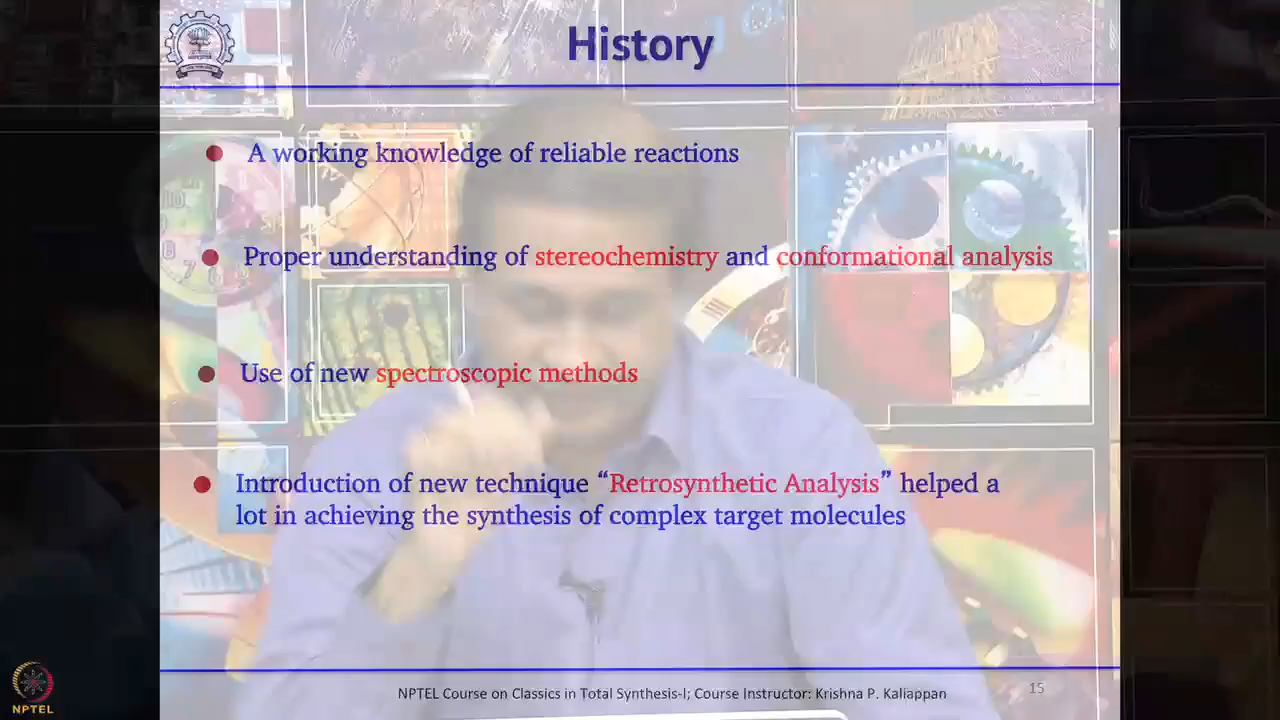 History
A working knowledge of reliable reactions
Proper understanding of stereochemistry and conformational analysis
Use of new spectroscopic methods
Introduction of new technique “Retrosynthetic Analysis” helped a
lot in achieving the synthesis of complex target molecules
NPTEL Course on Classics in Total Synthesis-I; Course Instructor: Krishna P. Kaliappan
15
NPTEL